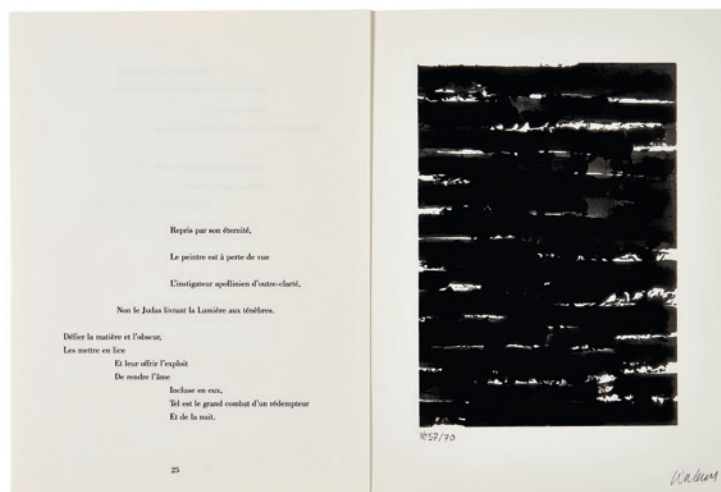 Repris par son éternité,
Le peintre est à perte de vue
L'instigateur apollinien d'outre-clarté,
Non le Judas livrant la Lumière aux ténèbres.
Défier la matière et l'obscur,
Les mettre en lice
Et leur offrir l'exploit
De rendre l'âme
Incluse en eux,
Tel est le grand combat d'un rédempteur
Et de la nuit.
25
57/70